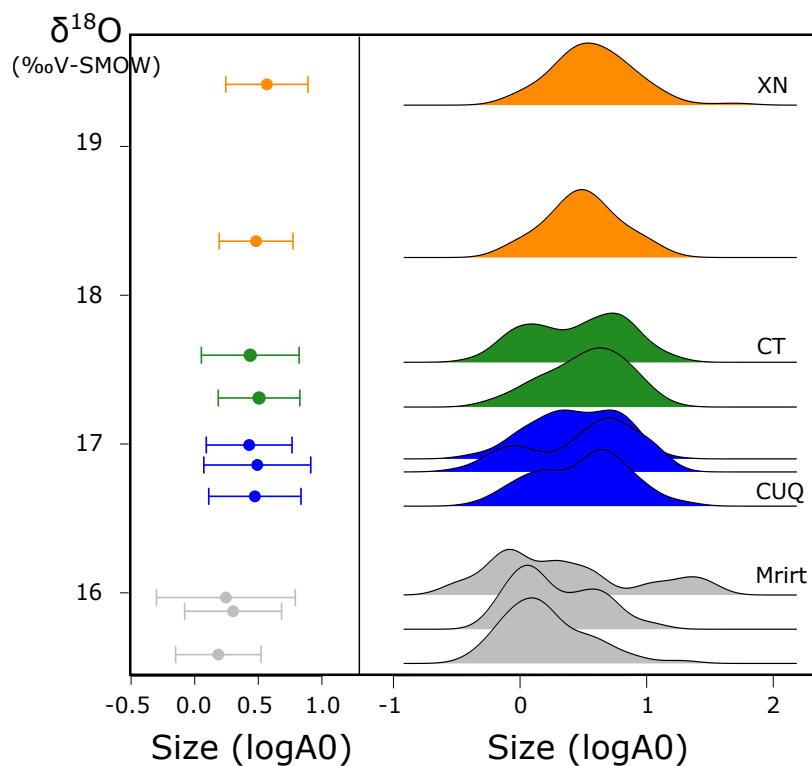 δ¹⁸O
(‰V-SMOW)
XN
19
18
CT
17
CUQ
16
Mrirt
-0.5 0.0 0.5 1.0 -1 0 1 2
Size (logA0) Size (logA0)